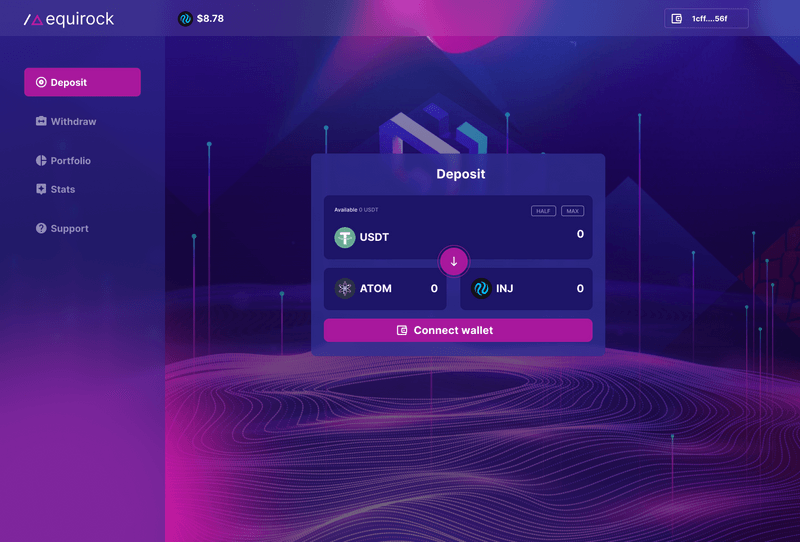 equirock
$8.78
1cff....56f
Deposit
Withdraw
Portfolio
Stats
Support
Deposit
Available 0 USDT
HALF
MAX
USDT
0
ATOM
0
INJ
0
Connect wallet